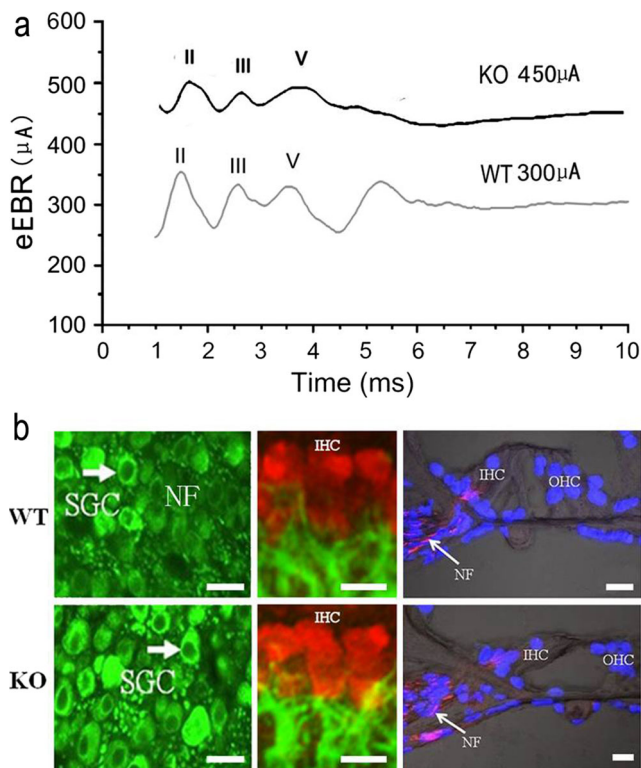 a
600
500
400
300
200
100
eEBR (μA)
II
III
V
KO 450μA
II
III
V
WT 300μA
0
1
2
3
4
5
6
7
8
9
10
Time (ms)
b
WT
SGC
NF
IHC
IHC
OHC
NF
KO
SGC
IHC
IHC
OHC
NF